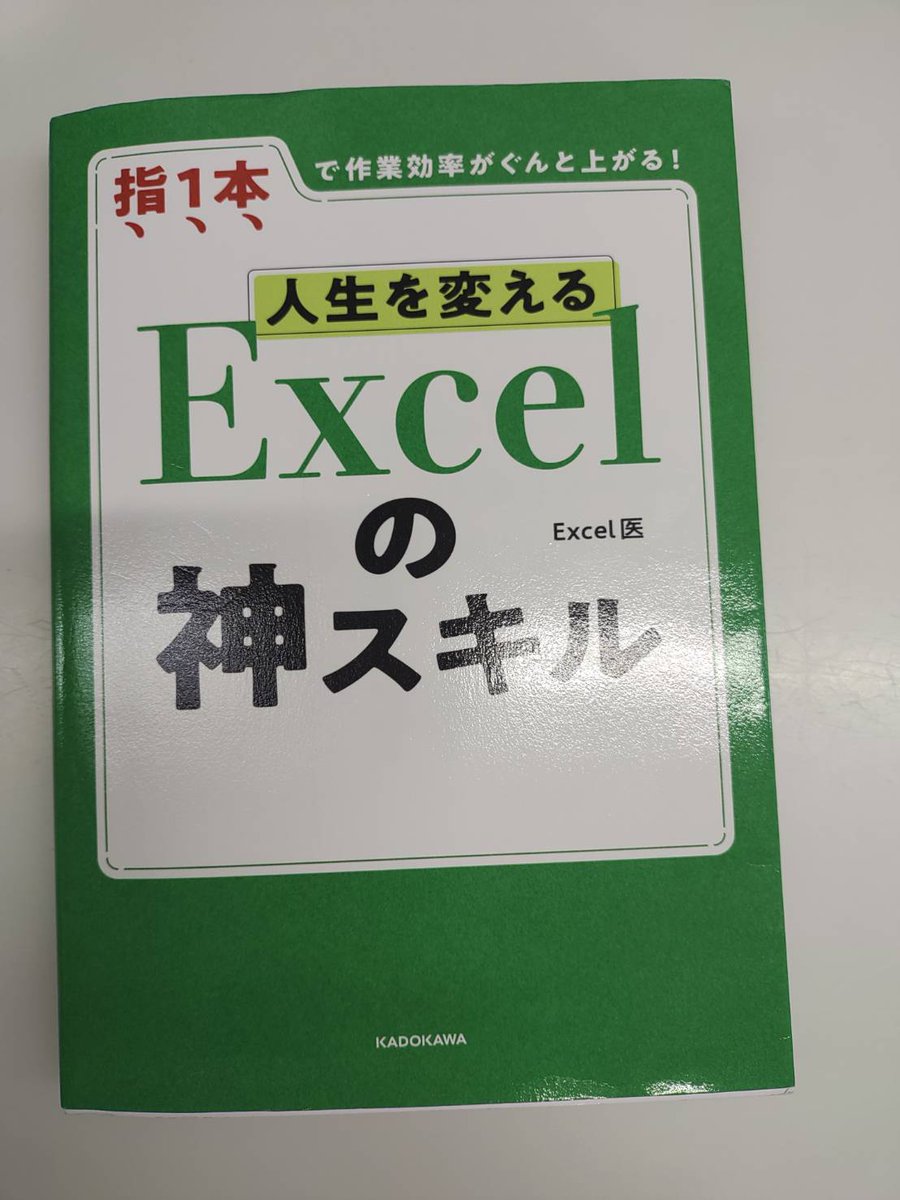 指1本で作業効率がぐんと上がる!
人生を変える
Excel
の
Excel医
神スキル
KADOKAWA